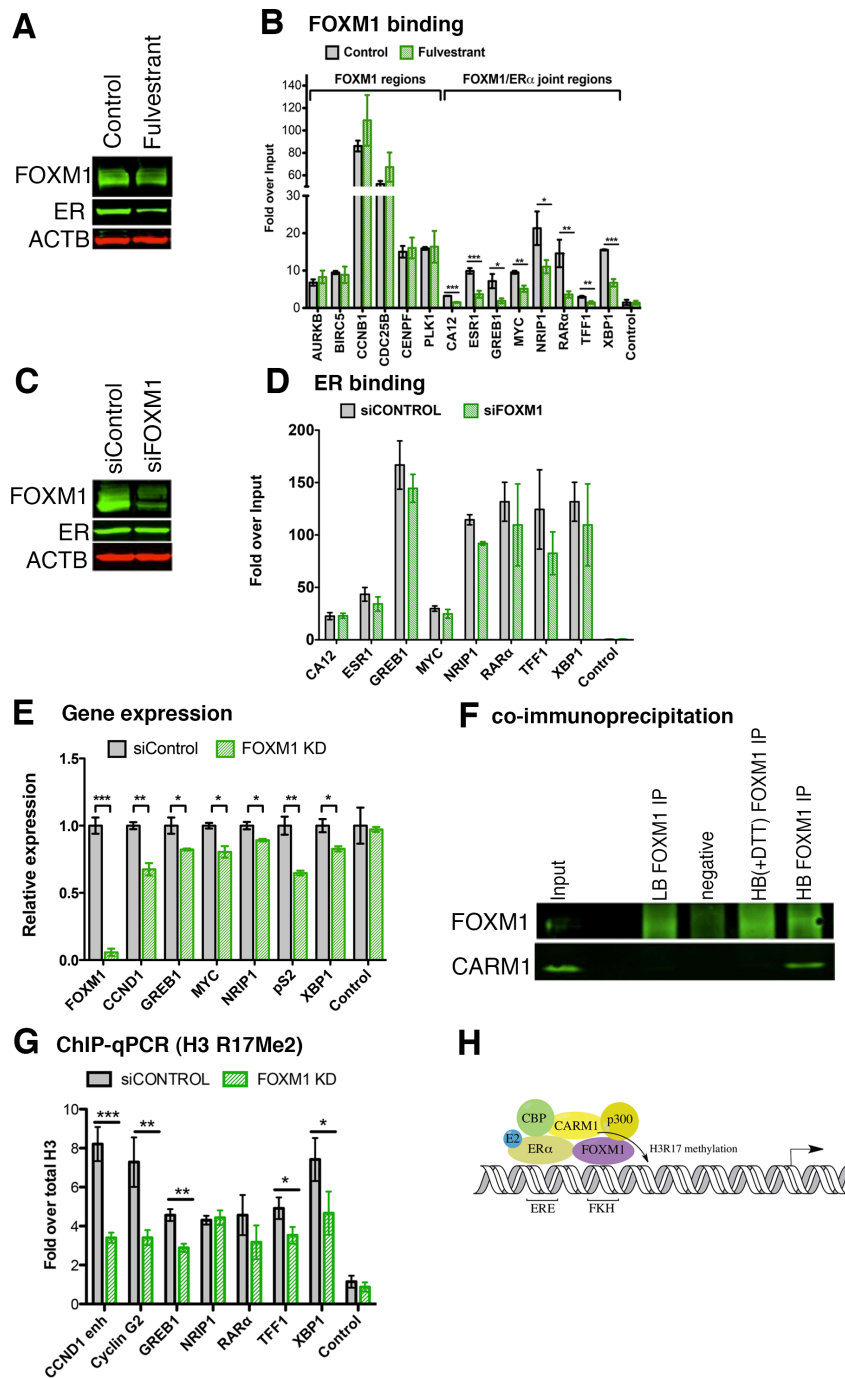 A
Control
Fulvestrant
FOXM1
ER
ACTB
B
FOXM1 binding
Control
Fulvestrant
FOXM1 regions
FOXM1/ERα joint regions
Fold over Input
140
120
100
80
60
30
20
10
0
***
*
**
*
**
**
***
***
AURKB
BIRC5
CCNB1
CDC25B
CENPF
PLK1
CA12
ESR1
GREB1
MYC
NRIP1
RARα
TFF1
XBP1
Control
C
siControl
siFOXM1
FOXM1
ER
ACTB
D
ER binding
siCONTROL
siFOXM1
Fold over Input
200
150
100
50
0
CA12
ESR1
GREB1
MYC
NRIP1
RARα
TFF1
XBP1
Control
E
Gene expression
siControl
FOXM1 KD
Relative expression
1.5
1.0
0.5
0.0
***
**
*
*
*
**
*
FOXM1
CCND1
GREB1
MYC
NRIP1
pS2
XBP1
Control
F
co-immunoprecipitation
Input
LB FOXM1 IP
negative
HB(+DTT) FOXM1 IP
HB FOXM1 IP
FOXM1
CARM1
G
ChIP-qPCR (H3 R17Me2)
siCONTROL
FOXM1 KD
Fold over total H3
10
8
6
4
2
0
***
**
**
*
*
CCND1 enh
Cyclin G2
GREB1
NRIP1
RARα
TFF1
XBP1
Control
H
CBP
CARM1
p300
E2
ERα
FOXM1
H3R17 methylation
ERE
FKH